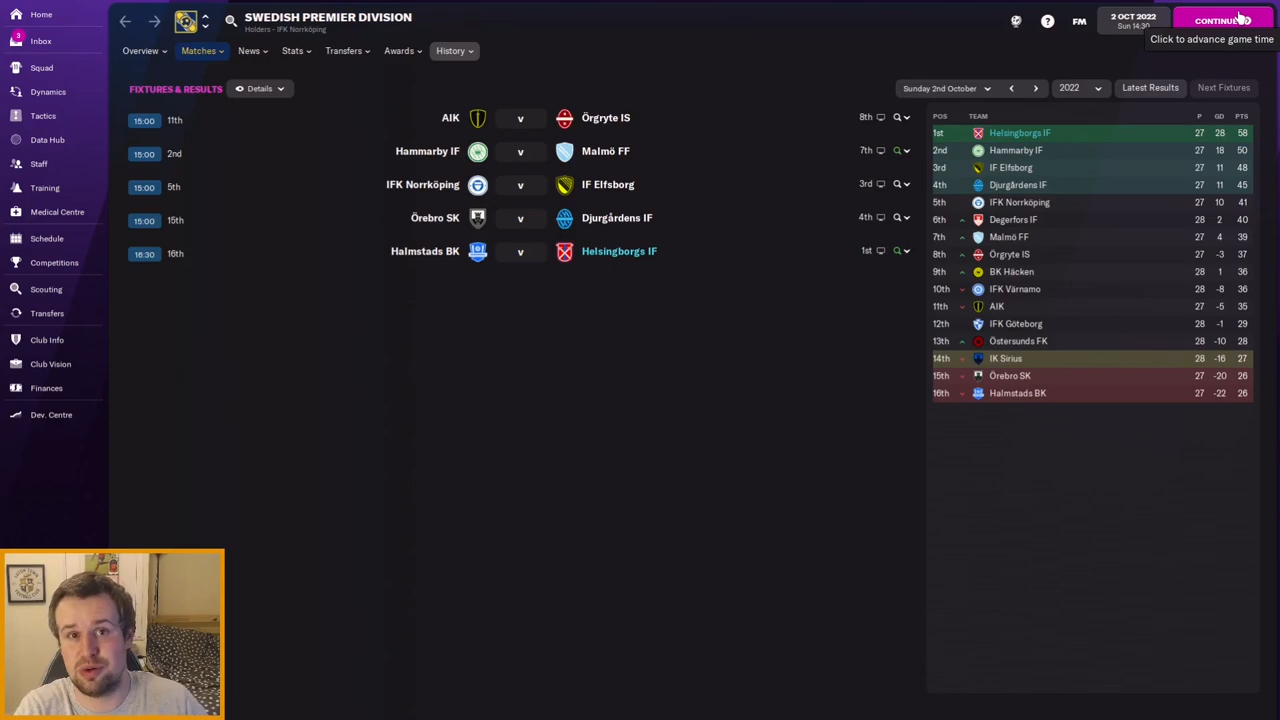 Home
3
Inbox
Squad
Dynamics
Tactics
Data Hub
Staff
Training
Medical Centre
Schedule
Competitions
Scouting
Transfers
Club Info
Club Vision
Finances
Dev. Centre
SWEDISH PREMIER DIVISION
Holders - IFK Norrköping
FM
2 OCT 2022
Sun 14:30
CONTINUE
Click to advance game time
Overview Matches News Stats Transfers Awards History
FIXTURES & RESULTS Details
Sunday 2nd October 2022 Latest Results Next Fixtures
15:00 11th AIK v Örgryte IS 8th
15:00 2nd Hammarby IF v Malmö FF 7th
15:00 5th IFK Norrköping v IF Elfsborg 3rd
15:00 15th Örebro SK v Djurgårdens IF 4th
16:30 16th Halmstads BK v Helsingborgs IF 1st
POS TEAM P GD PTS
1st Helsingborgs IF 27 28 58
2nd Hammarby IF 27 18 50
3rd IF Elfsborg 27 11 48
4th Djurgårdens IF 27 11 45
5th IFK Norrköping 27 10 41
6th Degerfors IF 28 2 40
7th Malmö FF 27 4 39
8th Örgryte IS 27 -3 37
9th BK Häcken 28 1 36
10th IFK Värnamo 28 -8 36
11th AIK 27 -5 35
12th IFK Göteborg 28 -1 29
13th Östersunds FK 28 -10 28
14th IK Sirius 28 -16 27
15th Örebro SK 27 -20 26
16th Halmstads BK 27 -22 26